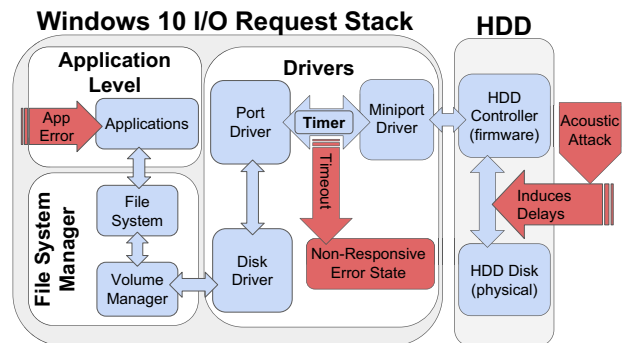 Windows 10 I/O Request Stack
HDD
Application
Level
App
Error
Applications
File System
Manager
File
System
Volume
Manager
Drivers
Port
Driver
Timer
Miniport
Driver
Timeout
Disk
Driver
Non-Responsive
Error State
HDD
Controller
(firmware)
Acoustic
Attack
Induces
Delays
HDD Disk
(physical)